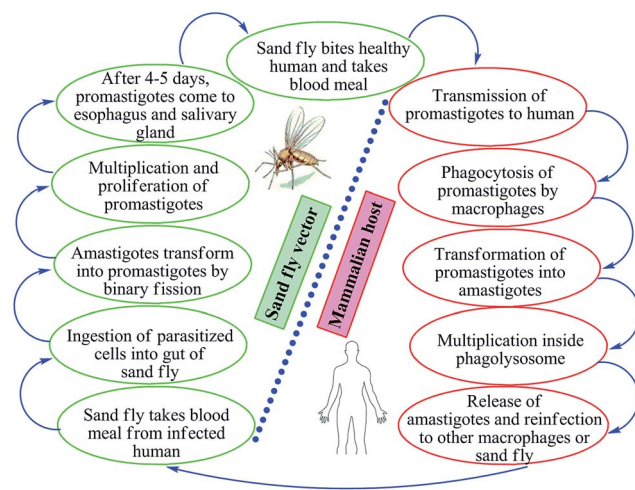 Sand fly bites healthy
human and takes
blood meal
Transmission of
promastigotes to human
Phagocytosis of
promastigotes by
macrophages
Transformation of
promastigotes into
amastigotes
Multiplication inside
phagolysosome
Release of
amastigotes and reinfection
to other macrophages or
sand fly
Sand fly takes blood
meal from infected
human
Ingestion of parasitized
cells into gut of
sand fly
Amastigotes transform
into promastigotes by
binary fission
Multiplication and
proliferation of
promastigotes
After 4-5 days,
promastigotes come to
esophagus and salivary
gland
Sand fly vector
Mammalian host